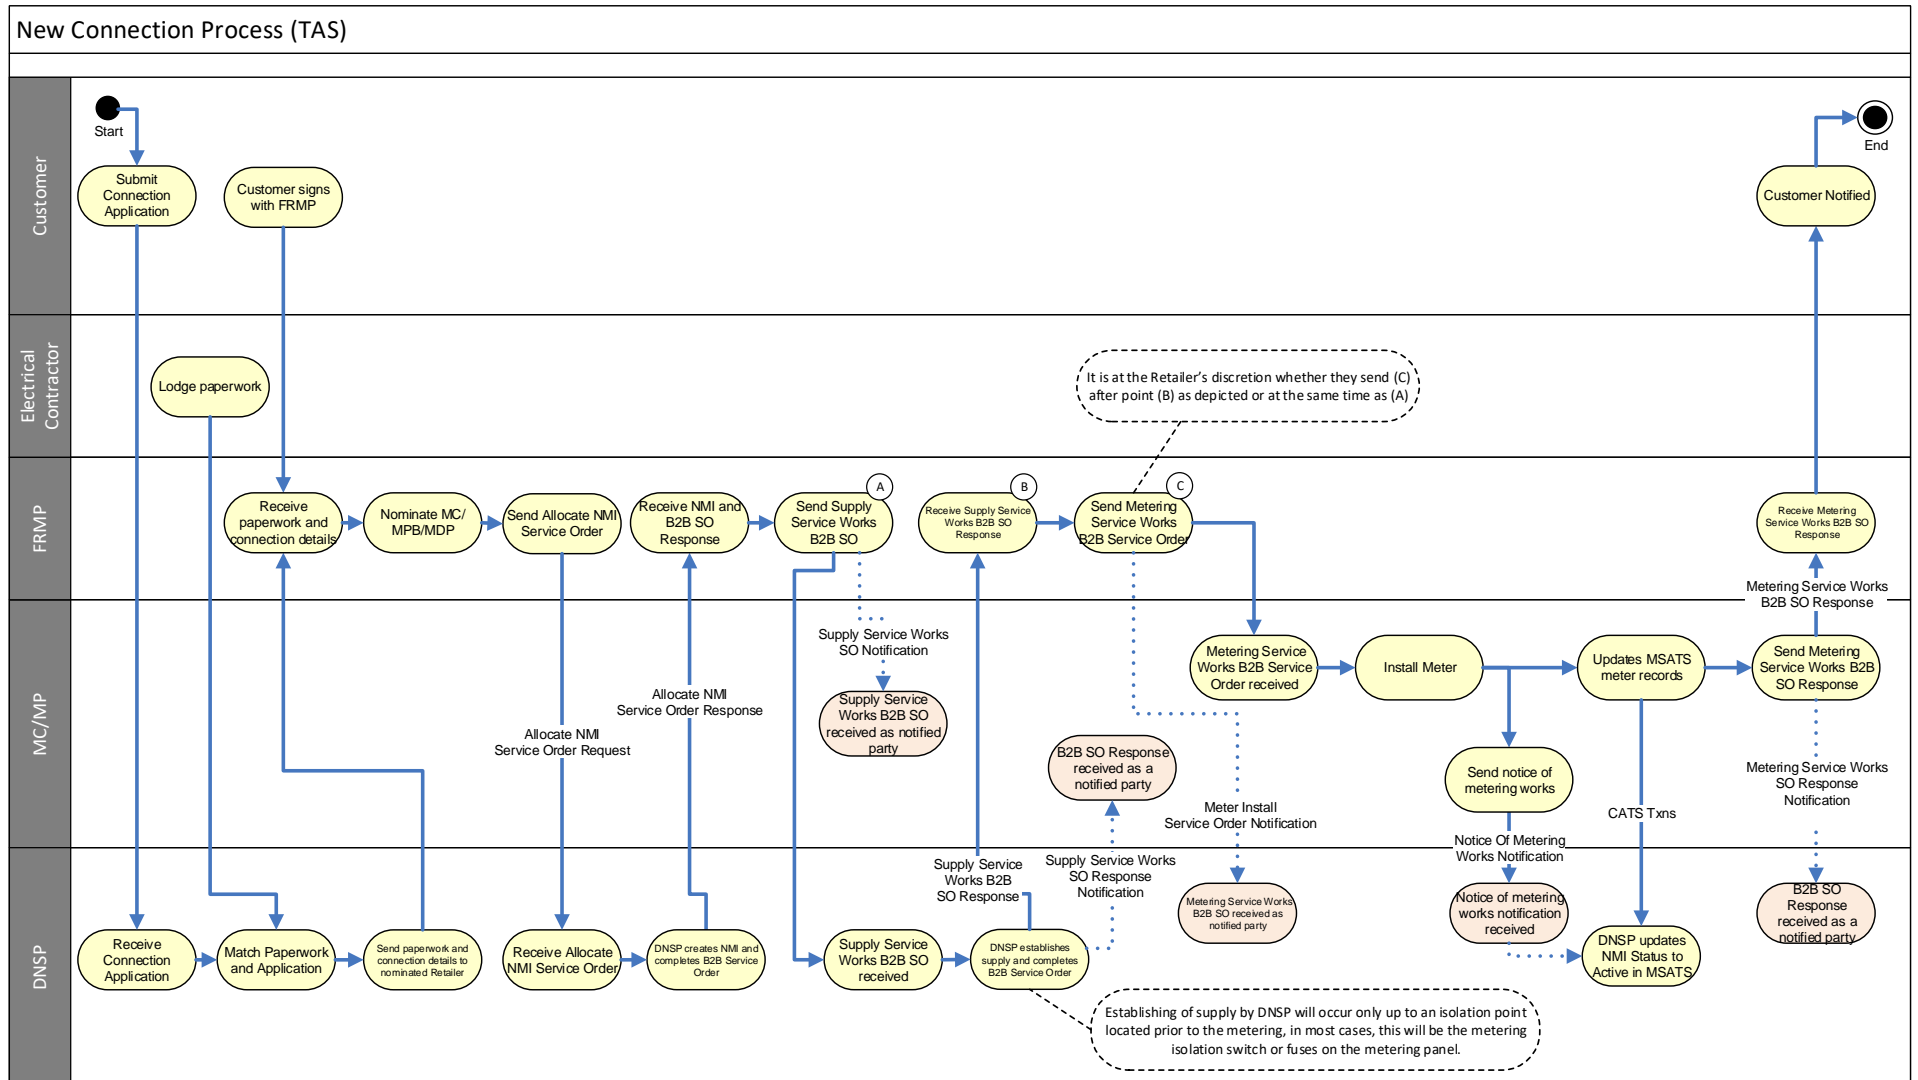 New Connection Process (TAS)
Customer
Start
Submit
Connection
Application
Customer signs
with FRMP
Customer Notified
End
Electrical
Contractor
Lodge paperwork
It is at the Retailer's discretion whether they send (C)
after point (B) as depicted or at the same time as (A)
FRMP
Receive
paperwork and
connection details
Nominate MC/
MPB/MDP
Send Allocate NMI
Service Order
Receive NMI and
B2B SO
Response
Send Supply
Service Works
B2B SO
A
Receive Supply Service
Works B2B SO
Response
B
Send Metering
Service Works
B2B Service Order
C
Receive Metering
Service Works B2B SO
Response
Metering Service Works
B2B SO Response
MC/MP
Supply Service Works
SO Notification
Supply Service
Works B2B SO
received as notified
party
Allocate NMI
Service Order Response
Allocate NMI
Service Order Request
Metering Service
Works B2B Service
Order received
Install Meter
Updates MSATS
meter records
Send Metering
Service Works B2B
SO Response
B2B SO Response
received as a
notified party
Send notice of
metering works
Metering Service Works
SO Response
Notification
Meter Install
Service Order Notification
CATS Txns
Notice Of Metering
Works Notification
DNSP
Supply Service
Works B2B
SO Response
Supply Service Works
SO Response
Notification
Metering Service Works
B2B SO received as
notified party
Notice of metering
works notification
received
B2B SO
Response
received as a
notified party
Receive
Connection
Application
Match Paperwork
and Application
Send paperwork and
connection details to
nominated Retailer
Receive Allocate
NMI Service Order
DNSP creates NMI and
completes B2B Service
Order
Supply Service
Works B2B SO
received
DNSP establishes
supply and completes
B2B Service Order
DNSP updates
NMI Status to
Active in MSATS
Establishing of supply by DNSP will occur only up to an isolation point
located prior to the metering, in most cases, this will be the metering
isolation switch or fuses on the metering panel.